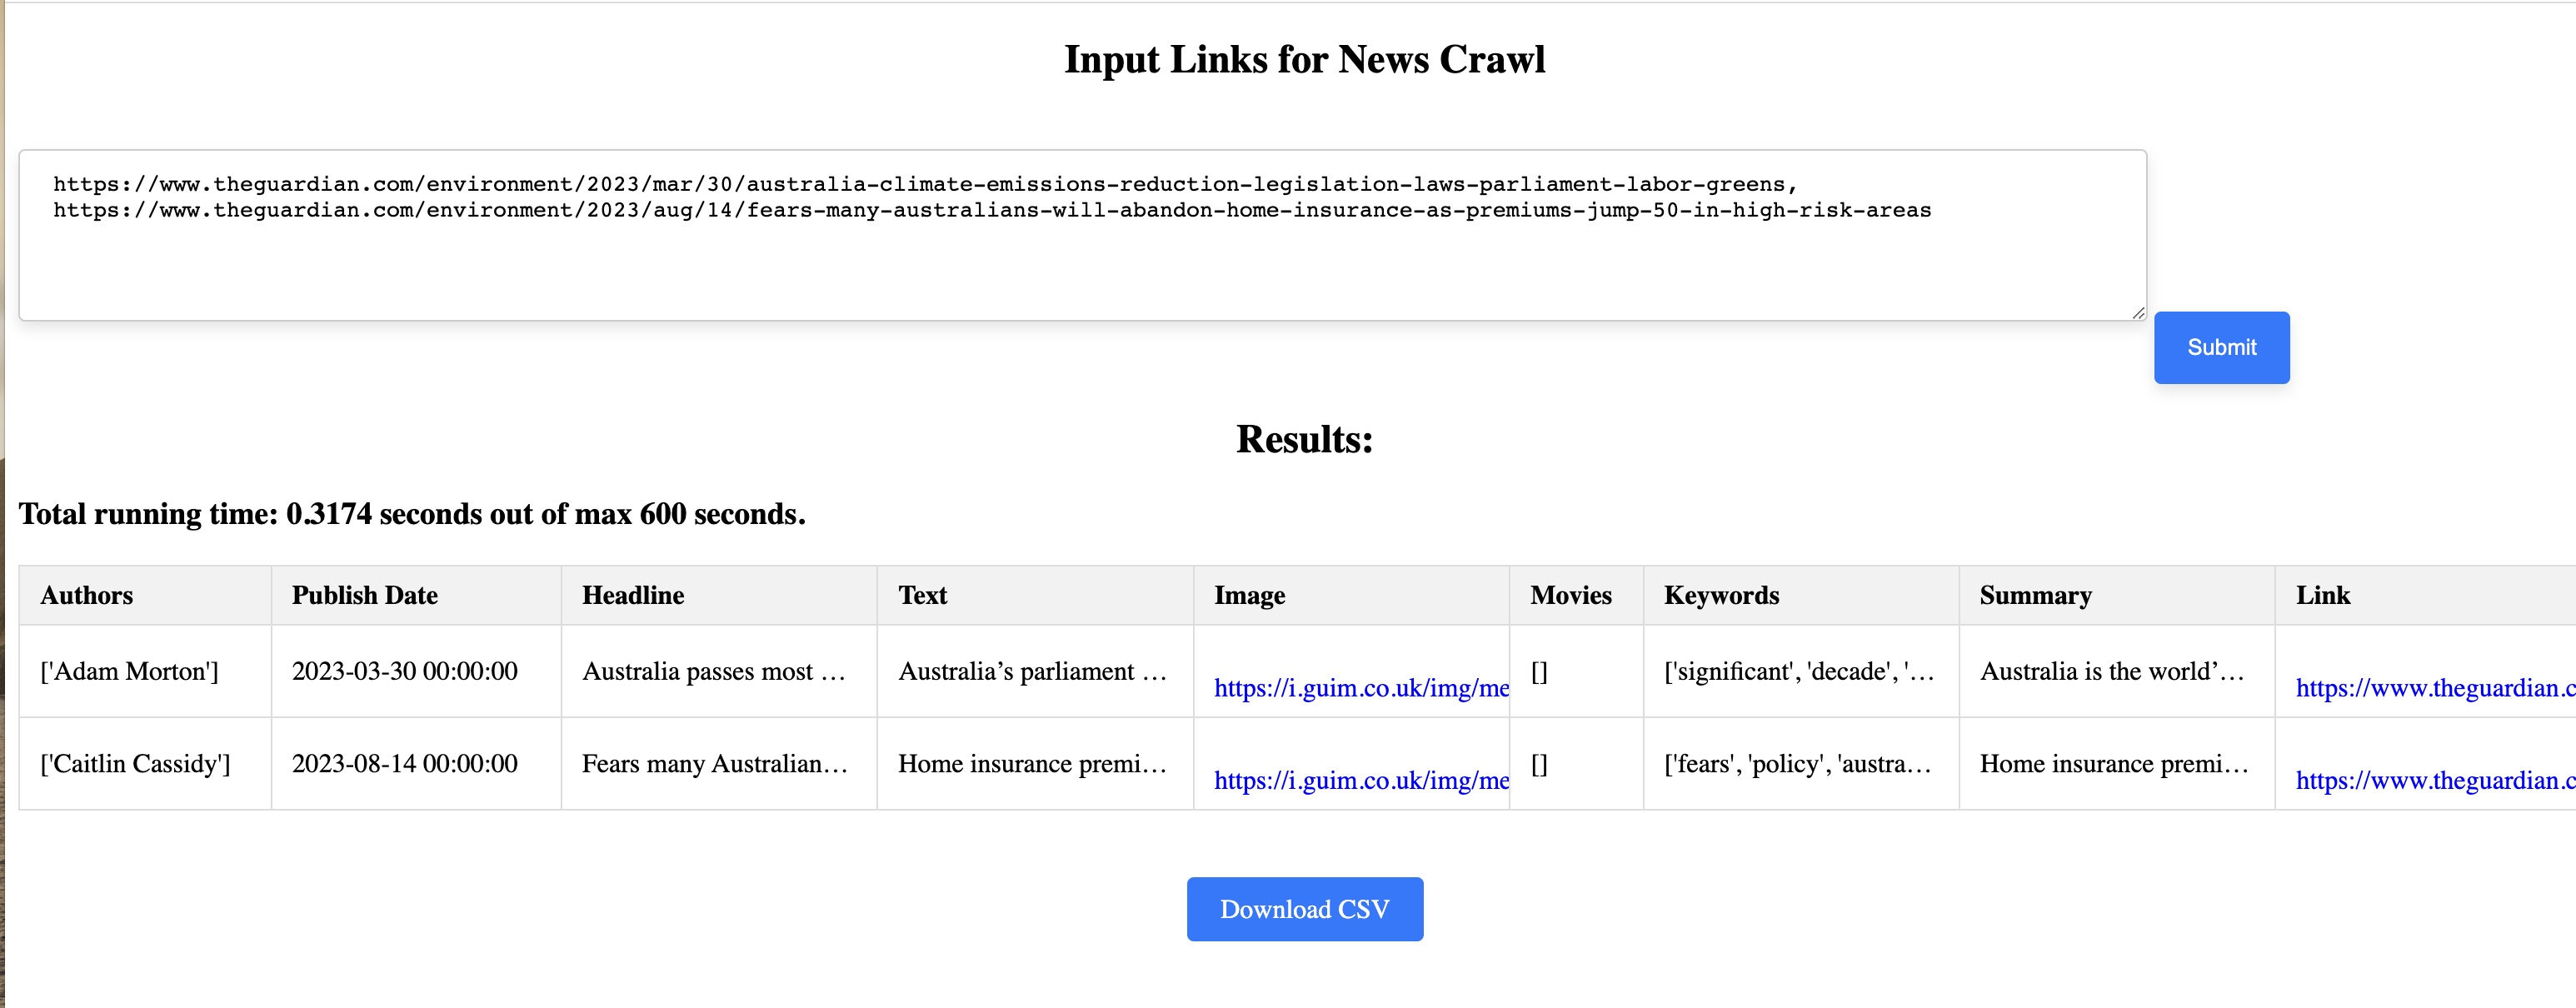 Input Links for News Crawl
https://www.theguardian.com/environment/2023/mar/30/australia-climate-emissions-reduction-legislation-laws-parliament-labor-greens,
https://www.theguardian.com/environment/2023/aug/14/fears-many-australians-will-abandon-home-insurance-as-premiums-jump-50-in-high-risk-areas
Submit
Results:
Total running time: 0.3174 seconds out of max 600 seconds.
Authors Publish Date Headline Text Image Movies Keywords Summary Link
['Adam Morton'] 2023-03-30 00:00:00 Australia passes most … Australia’s parliament … https://i.guim.co.uk/img/me [] ['significant', 'decade', '… Australia is the world’… https://www.theguardian.c
['Caitlin Cassidy'] 2023-08-14 00:00:00 Fears many Australian… Home insurance premi… https://i.guim.co.uk/img/me [] ['fears', 'policy', 'austra… Home insurance premi… https://www.theguardian.c
Download CSV